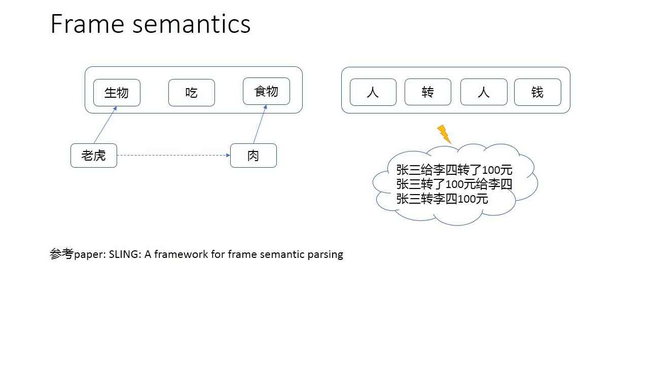 Frame semantics
生物 吃 食物
人 转 人 钱
老虎 肉
张三给李四转了100元
张三转了100元给李四
张三转李四100元
参考paper: SLING: A framework for frame semantic parsing